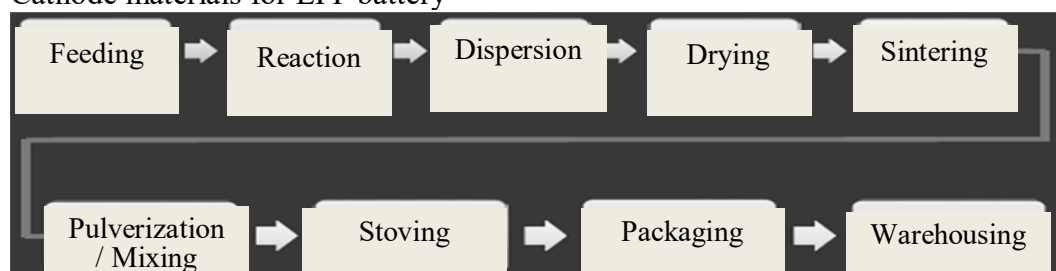 Cathode materials for LFP battery
Feeding
Reaction
Dispersion
Drying
Sintering
Pulverization
/ Mixing
Stoving
Packaging
Warehousing